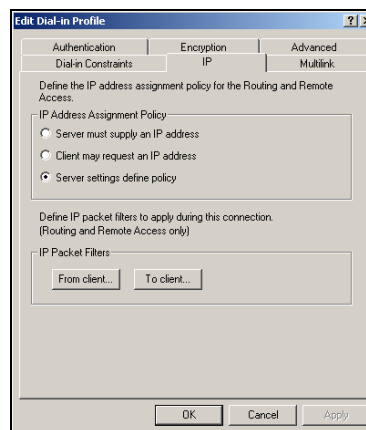 Edit Dial-in Profile
Authentication Encryption Advanced
Dial-in Constraints IP Multilink
Define the IP address assignment policy for the Routing and Remote
Access.
IP Address Assignment Policy
Server must supply an IP address
Client may request an IP address
Server settings define policy
Define IP packet filters to apply during this connection.
(Routing and Remote Access only)
IP Packet Filters
From client... To client...
OK Cancel Apply